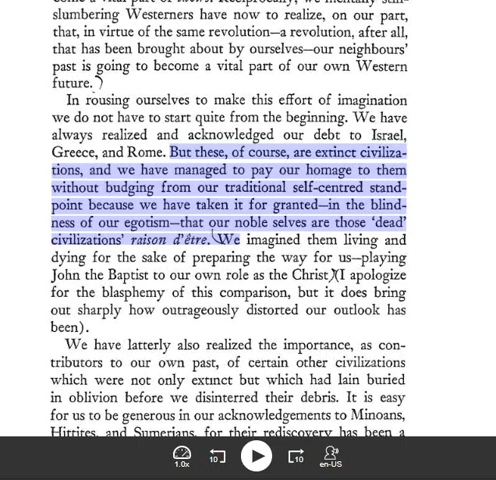 slumbering Westerners have now to realize, on our part,
that, in virtue of the same revolution—a revolution, after all,
that has been brought about by ourselves—our neighbours'
past is going to become a vital part of our own Western
future.)
In rousing ourselves to make this effort of imagination
we do not have to start quite from the beginning. We have
always realized and acknowledged our debt to Israel,
Greece, and Rome. But these, of course, are extinct civiliza-
tions, and we have managed to pay our homage to them
without budging from our traditional self-centred stand-
point because we have taken it for granted—in the blind-
ness of our egotism—that our noble selves are those 'dead'
civilizations' raison d'être. We imagined them living and
dying for the sake of preparing the way for us—playing
John the Baptist to our own role as the Christ (I apologize
for the blasphemy of this comparison, but it does bring
out sharply how outrageously distorted our outlook has
been).
We have latterly also realized the importance, as con-
tributors to our own past, of certain other civilizations
which were not only extinct but which had lain buried
in oblivion before we disinterred their debris. It is easy
for us to be generous in our acknowledgements to Minoans,
Hittites, and Sumerians, for their rediscovery has been a
1.0x 10 10 en-US